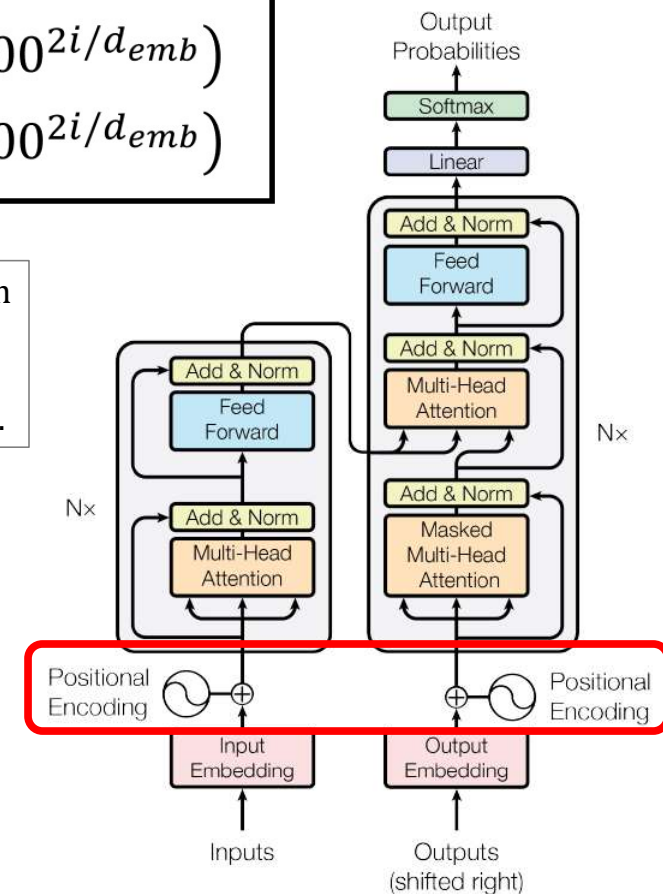 00^{2i/d_{emb}})
00^{2i/d_{emb}})
n
.
Output
Probabilities
Softmax
Linear
Add & Norm
Feed
Forward
Add & Norm
Multi-Head
Attention
Nx
Add & Norm
Masked
Multi-Head
Attention
Add & Norm
Feed
Forward
Nx
Add & Norm
Multi-Head
Attention
Positional
Encoding
Positional
Encoding
Input
Embedding
Output
Embedding
Inputs
Outputs
(shifted right)